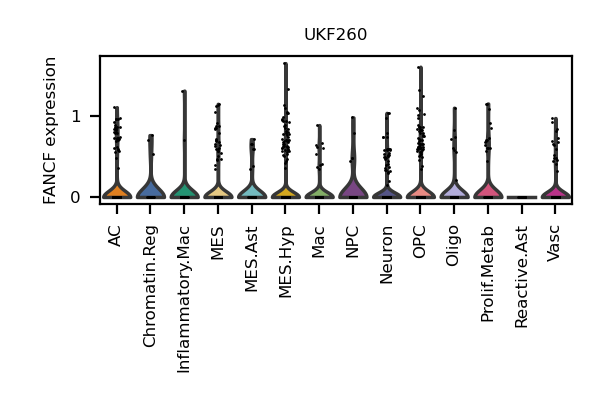 UKF260
FANCF expression
1
0
AC
Chromatin.Reg
Inflammatory.Mac
MES
MES.Ast
MES.Hyp
Mac
NPC
Neuron
OPC
Oligo
Prolif.Metab
Reactive.Ast
Vasc